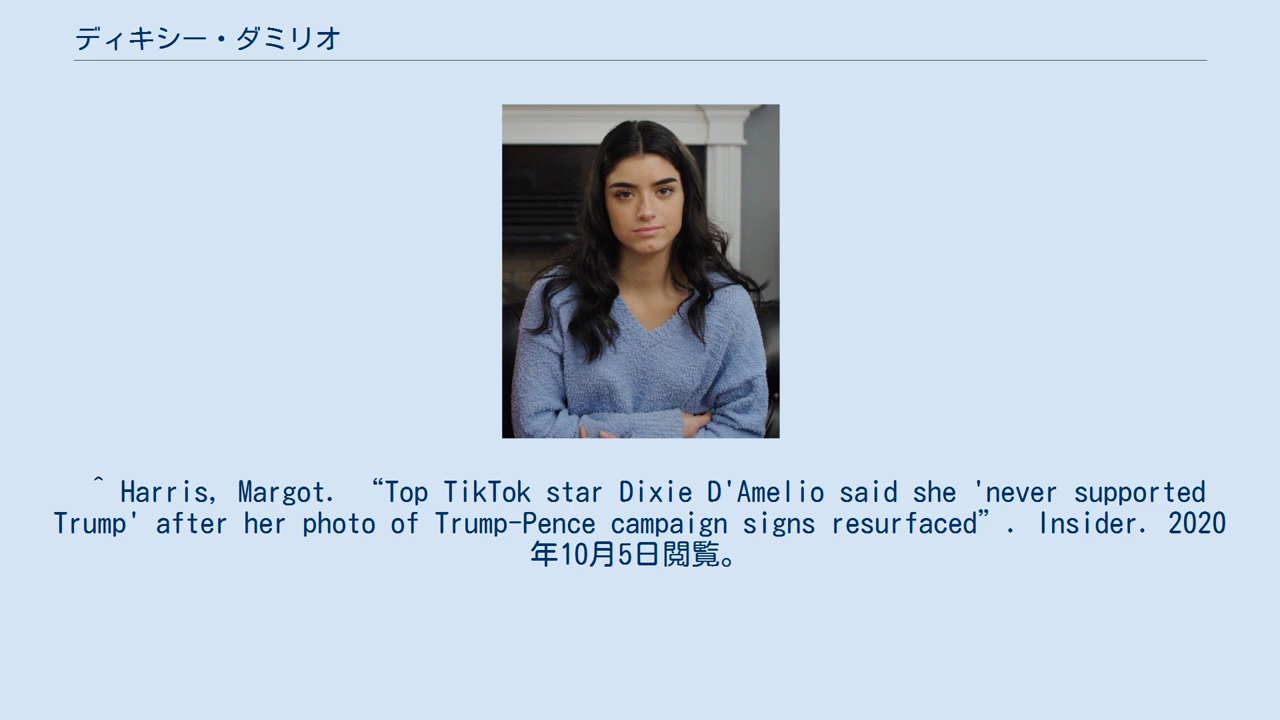 ディキシー・ダミリオ
^ Harris, Margot. “Top TikTok star Dixie D'Amelio said she 'never supported
Trump' after her photo of Trump-Pence campaign signs resurfaced”. Insider. 2020
年10月5日閲覧。